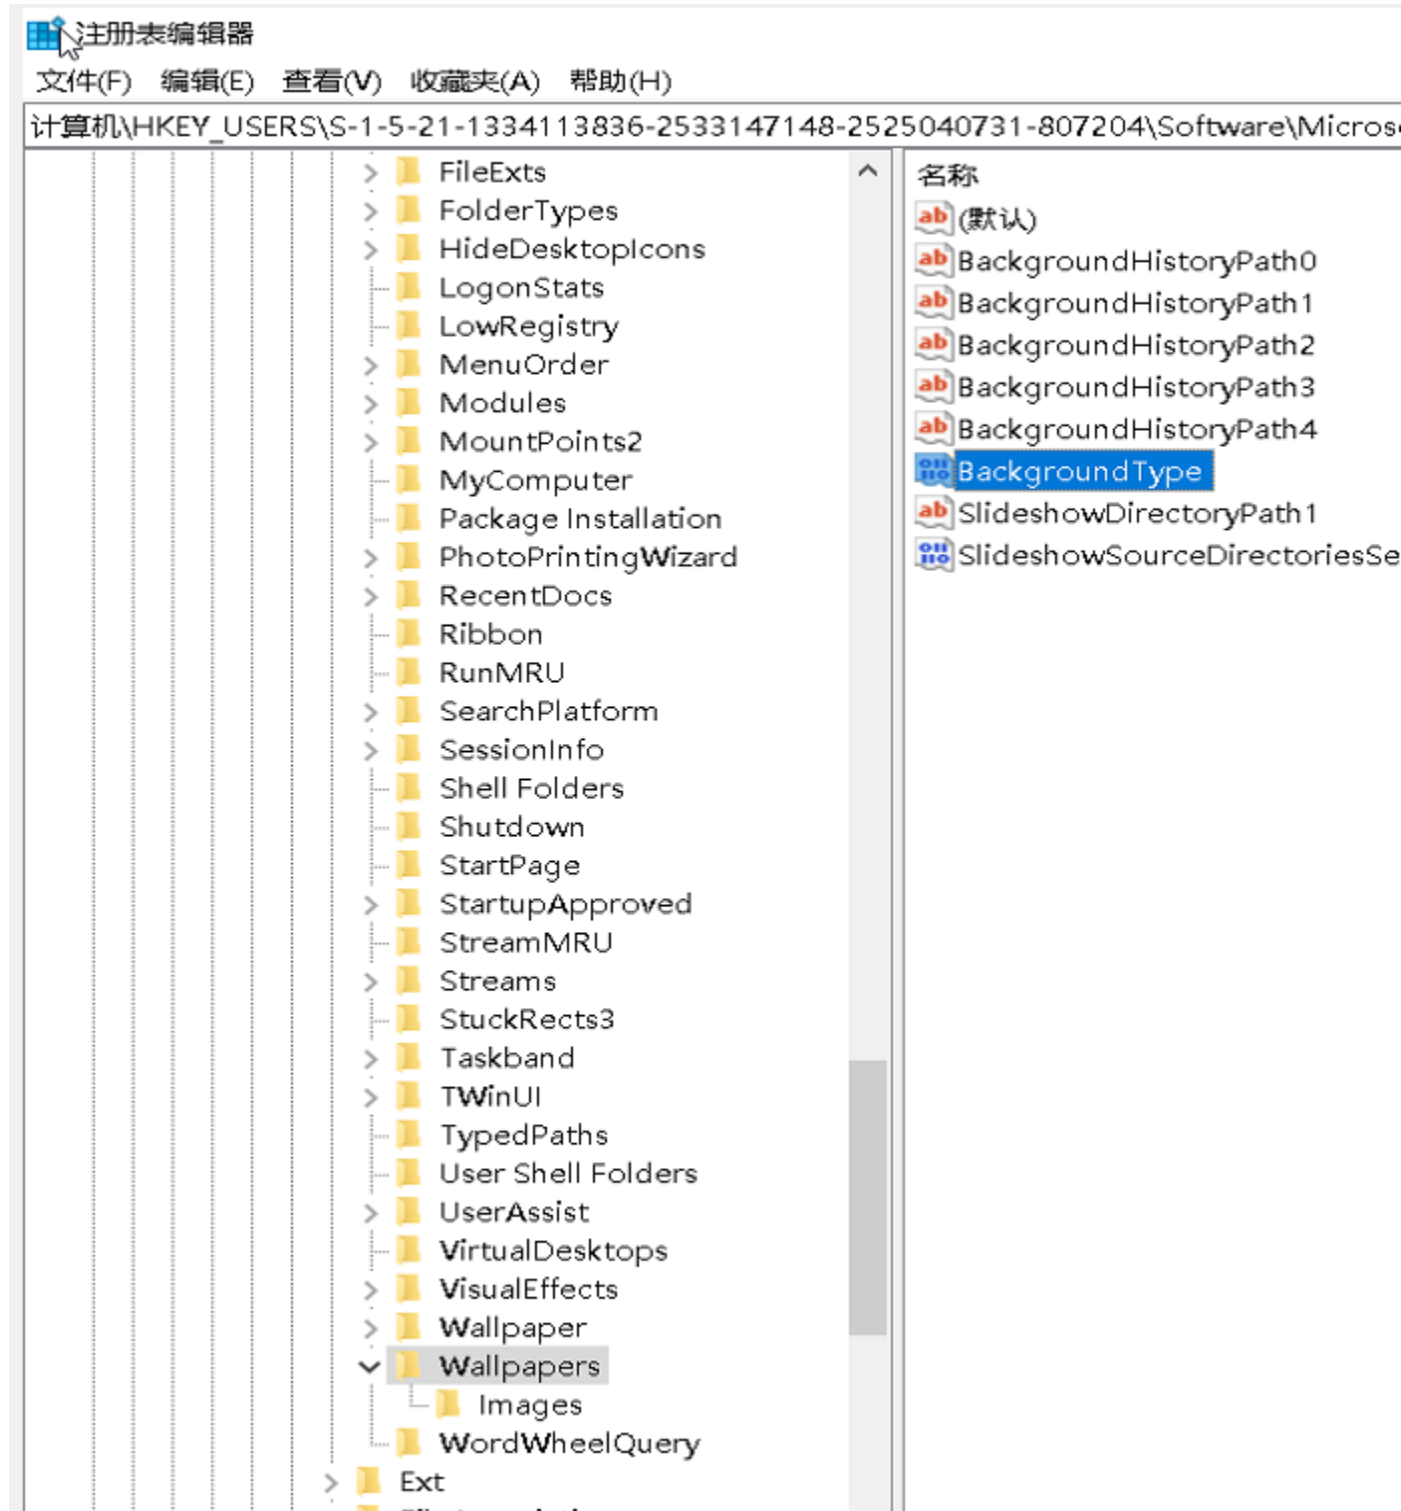 注册表编辑器
文件(F) 编辑(E) 查看(V) 收藏夹(A) 帮助(H)
计算机\HKEY_USERS\S-1-5-21-1334113836-2533147148-2525040731-807204\Software\Micros
FileExts
FolderTypes
HideDesktopIcons
LogonStats
LowRegistry
MenuOrder
Modules
MountPoints2
MyComputer
Package Installation
PhotoPrintingWizard
RecentDocs
Ribbon
RunMRU
SearchPlatform
SessionInfo
Shell Folders
Shutdown
StartPage
StartupApproved
StreamMRU
Streams
StuckRects3
Taskband
TWinUI
TypedPaths
User Shell Folders
UserAssist
VirtualDesktops
VisualEffects
Wallpaper
Wallpapers
Images
WordWheelQuery
Ext
名称
(默认)
BackgroundHistoryPath0
BackgroundHistoryPath1
BackgroundHistoryPath2
BackgroundHistoryPath3
BackgroundHistoryPath4
BackgroundType
SlideshowDirectoryPath1
SlideshowSourceDirectoriesSe